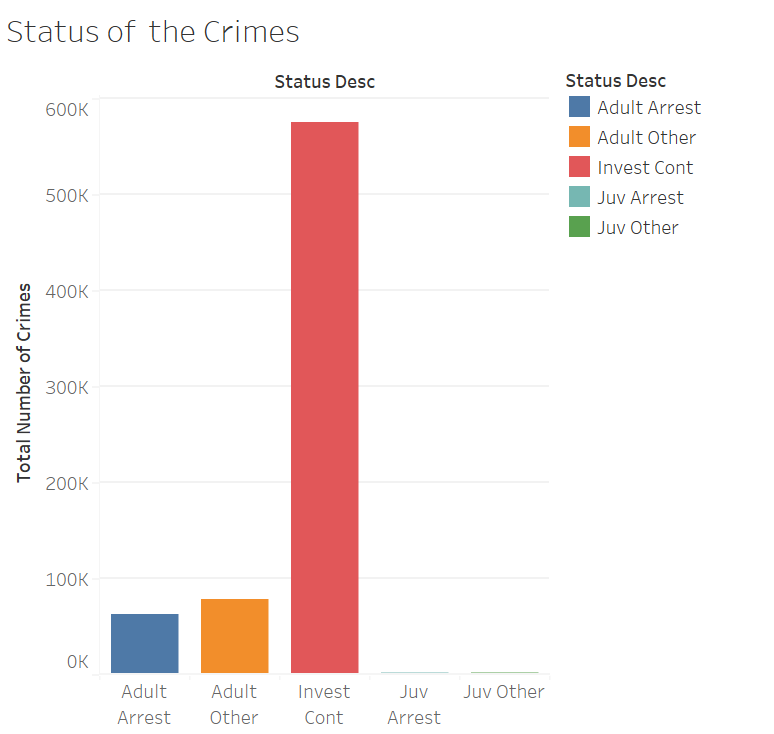 Status of the Crimes
Status Desc
600K
500K
400K
300K
200K
100K
0K
Total Number of Crimes
Adult Arrest
Adult Other
Invest Cont
Juv Arrest
Juv Other
Status Desc
Adult Arrest
Adult Other
Invest Cont
Juv Arrest
Juv Other